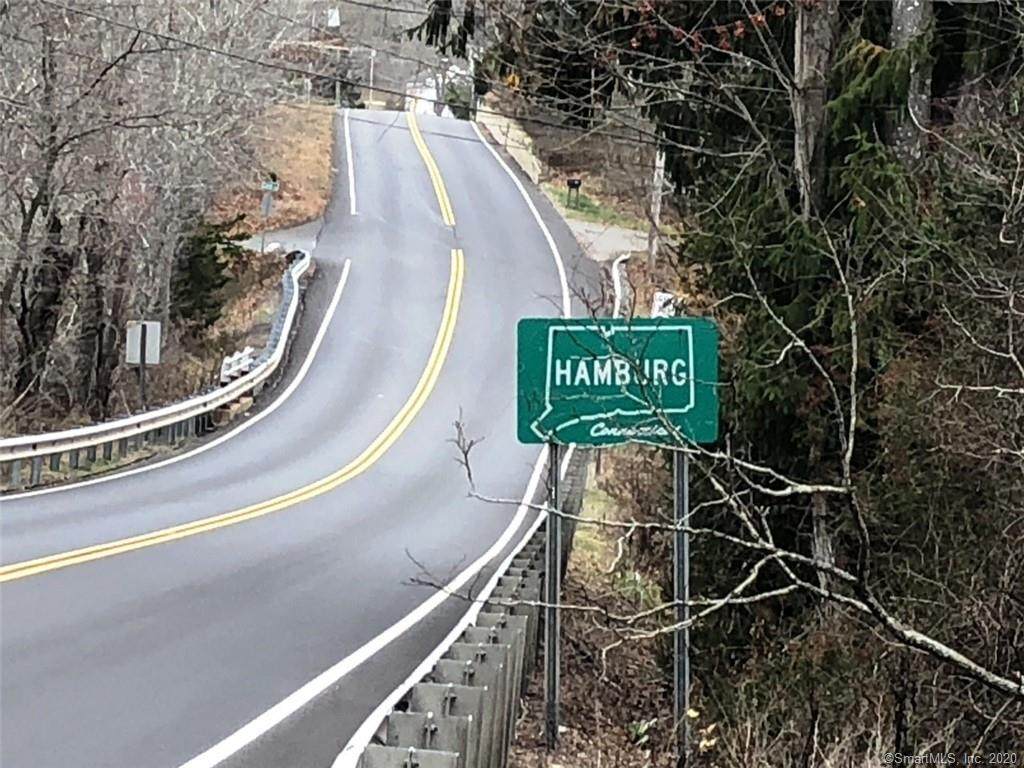 HAMBURG
Connecticut
©SmartMLS, Inc. 2020